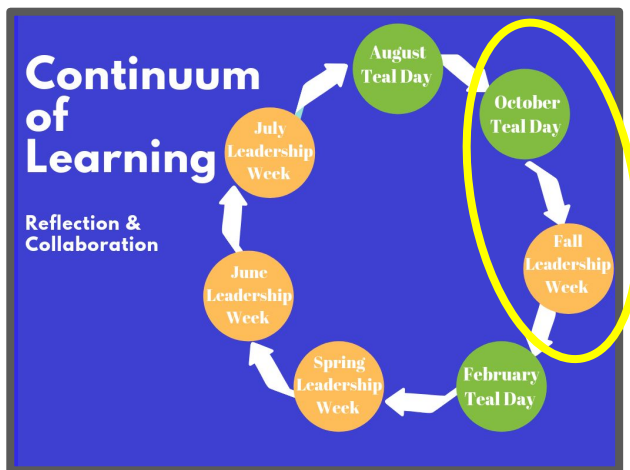 Continuum
of
Learning
Reflection &
Collaboration
August
Teal Day
October
Teal Day
Fall
Leadership
Week
February
Teal Day
Spring
Leadership
Week
June
Leadership
Week
July
Leadership
Week